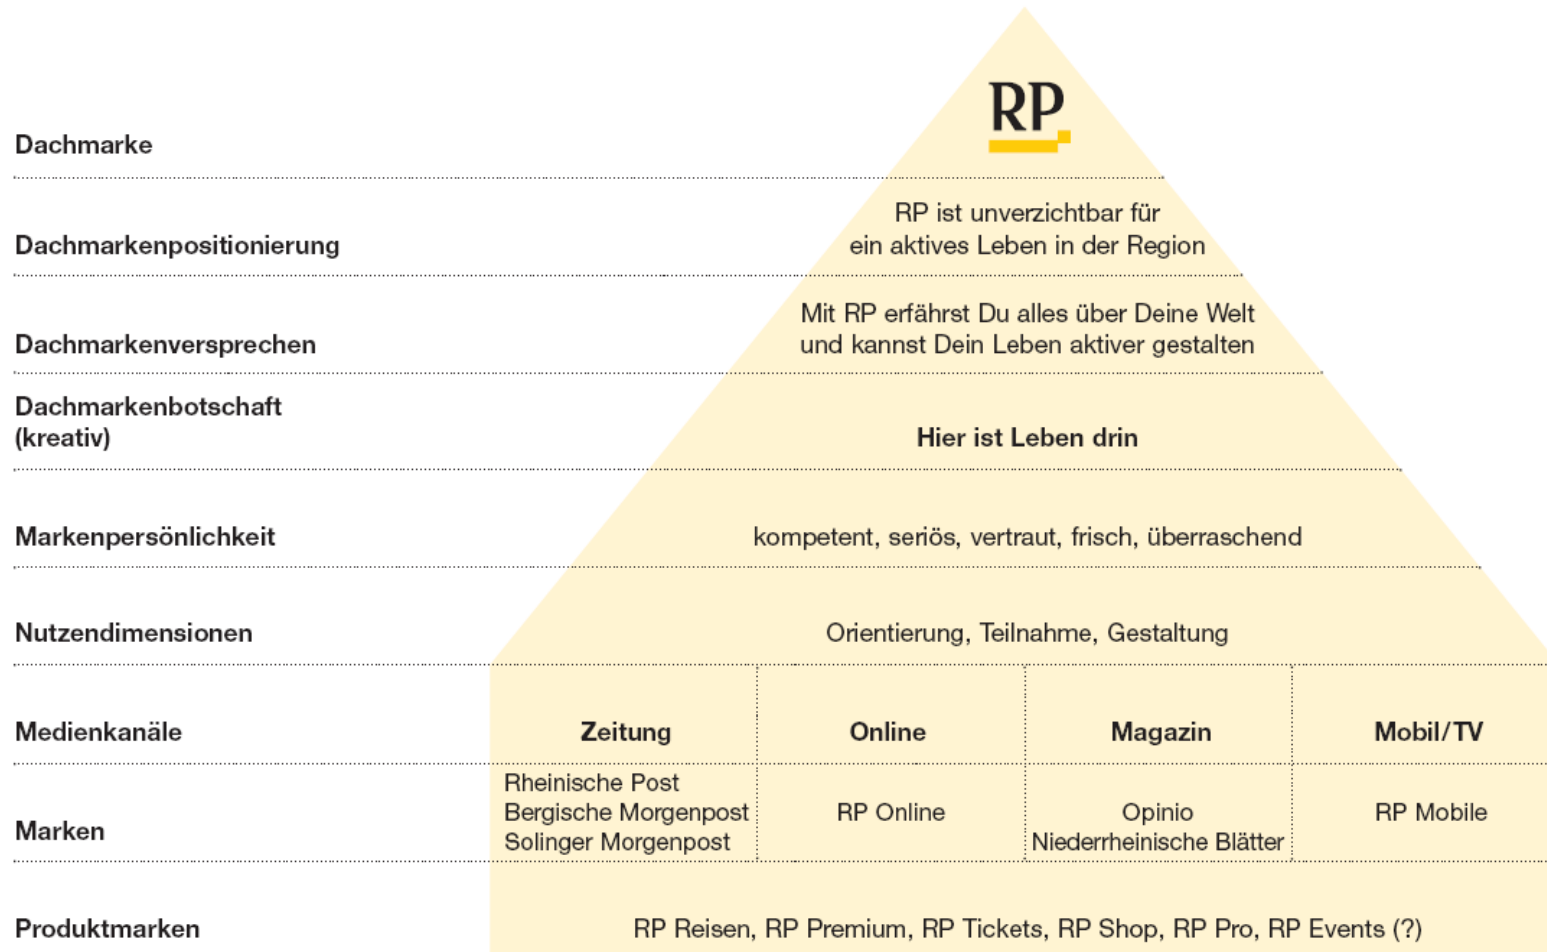 RP
Dachmarke
RP ist unverzichtbar für
ein aktives Leben in der Region
Dachmarkenpositionierung
Mit RP erfährst Du alles über Deine Welt
und kannst Dein Leben aktiver gestalten
Dachmarkenversprechen
Dachmarkenbotschaft
(kreativ)
Hier ist Leben drin
Markenpersönlichkeit
kompetent, seriös, vertraut, frisch, überraschend
Nutzendimensionen
Orientierung, Teilnahme, Gestaltung
Medienkanäle
Zeitung
Online
Magazin
Mobil/TV
Marken
Rheinische Post
Bergische Morgenpost
Solinger Morgenpost
RP Online
Opinio
Niederrheinische Blätter
RP Mobile
Produktmarken
RP Reisen, RP Premium, RP Tickets, RP Shop, RP Pro, RP Events (?)